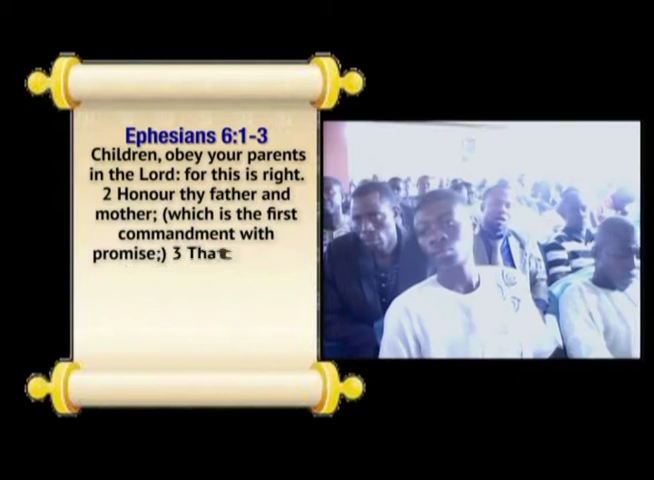 Ephesians 6:1-3
Children, obey your parents
in the Lord: for this is right.
2 Honour thy father and
mother; (which is the first
commandment with
promise;) 3 That